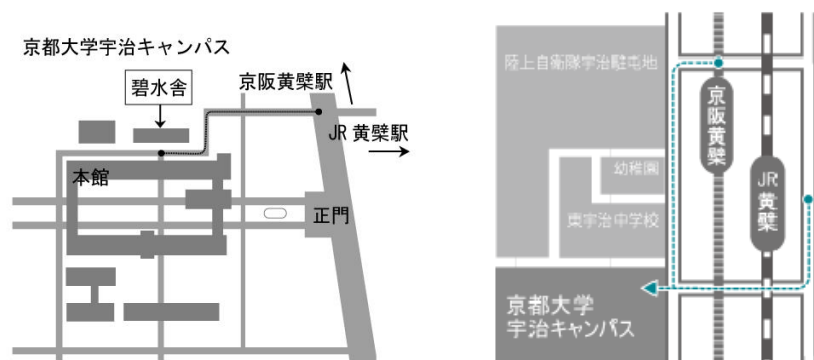 京都大学宇治キャンパス
碧水舎
京阪黄檗駅
JR 黄檗駅
本館
正門
陸上自衛隊宇治駐屯地
京阪黄檗
JR黄檗
幼稚園
東宇治中学校
京都大学
宇治キャンパス